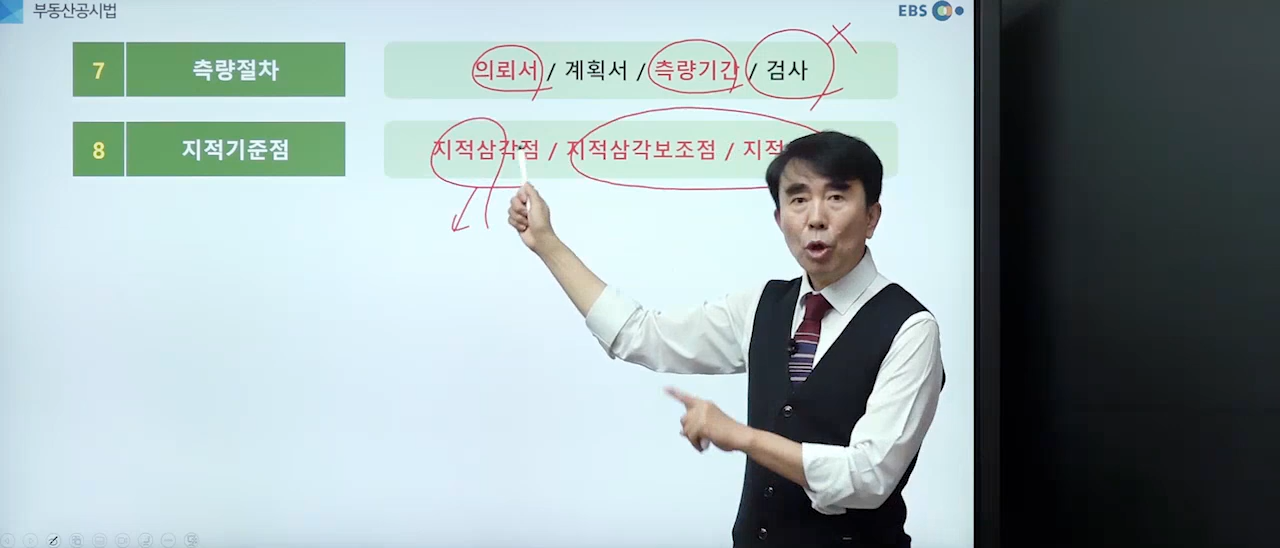 부동산공시법
EBS
7 측량절차 의뢰서 / 계획서 / 측량기간 / 검사
8 지적기준점 지적삼각점 / 지적삼각보조점 / 지적